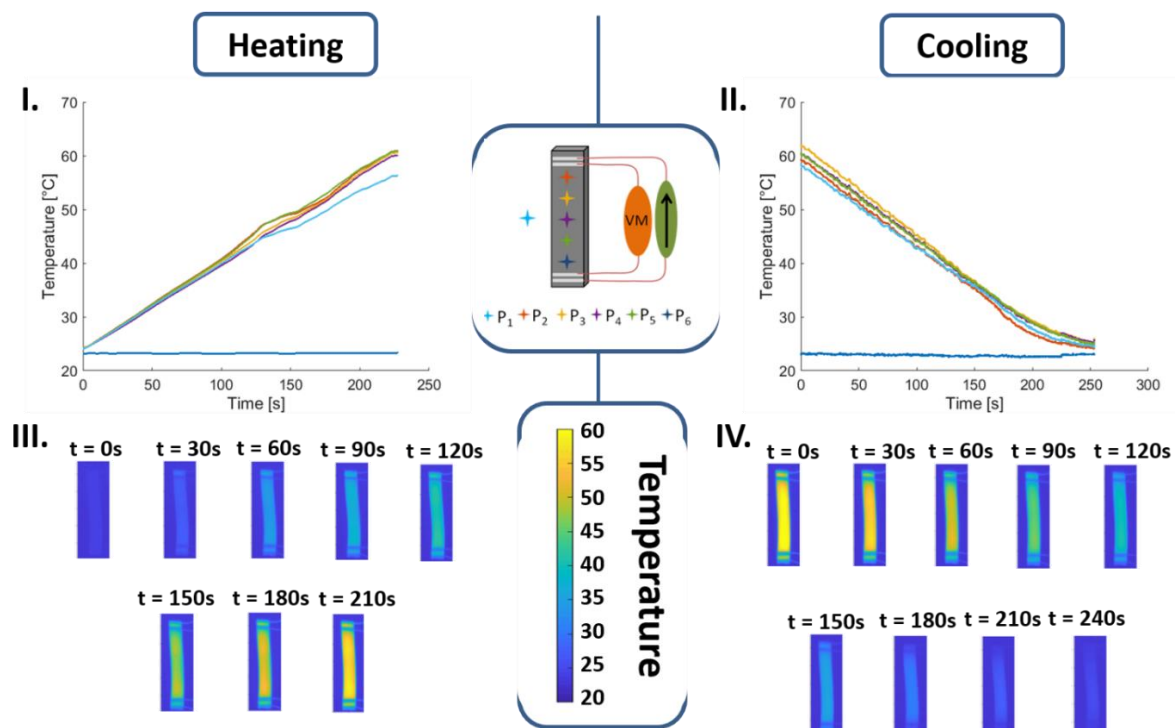 Heating
Cooling
I.
70
60
50
40
30
20
Temperature [°C]
0 50 100 150 200 250
Time [s]
VM
P1 P2 P3 P4 P5 P6
II.
70
60
50
40
30
20
Temperature [°C]
0 50 100 150 200 250 300
Time [s]
III.
t = 0s t = 30s t = 60s t = 90s t = 120s
t = 150s t = 180s t = 210s
60
55
50
45
40
35
30
25
20
Temperature
IV.
t = 0s t = 30s t = 60s t = 90s t = 120s
t = 150s t = 180s t = 210s t = 240s